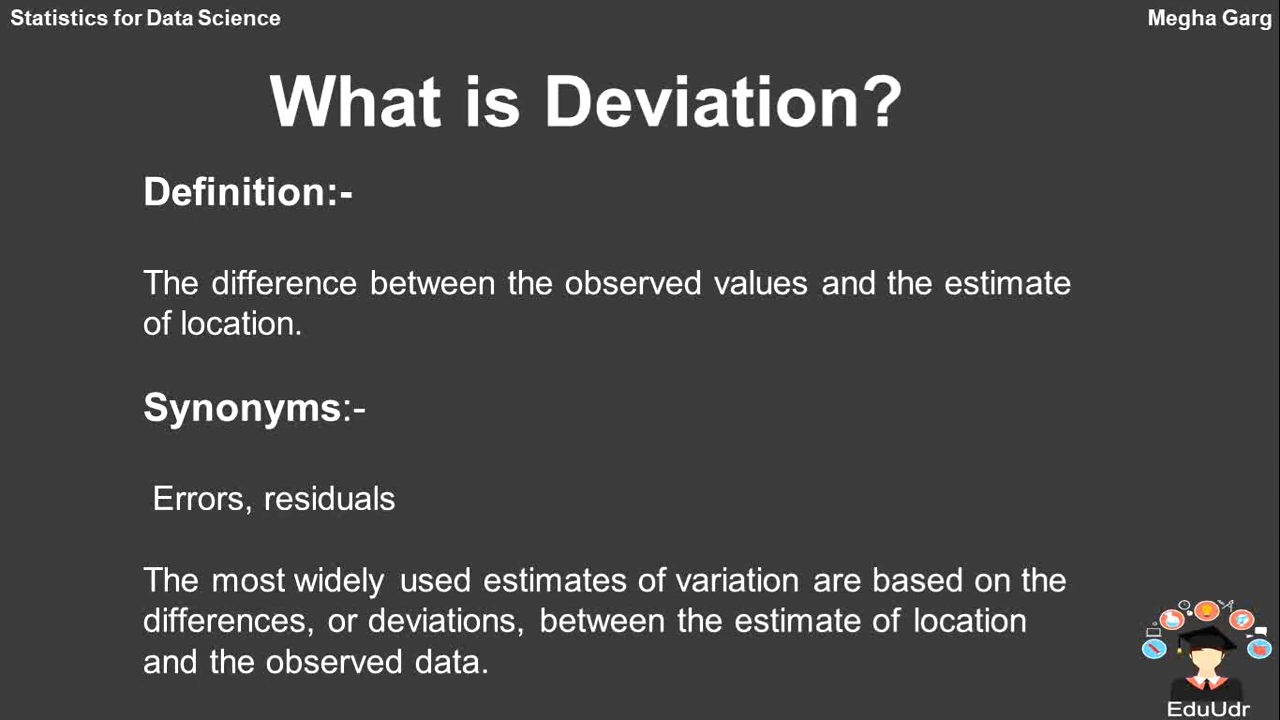 Statistics for Data Science
Megha Garg
What is Deviation?
Definition:-
The difference between the observed values and the estimate
of location.
Synonyms:-
Errors, residuals
The most widely used estimates of variation are based on the
differences, or deviations, between the estimate of location
and the observed data.
EduUdr